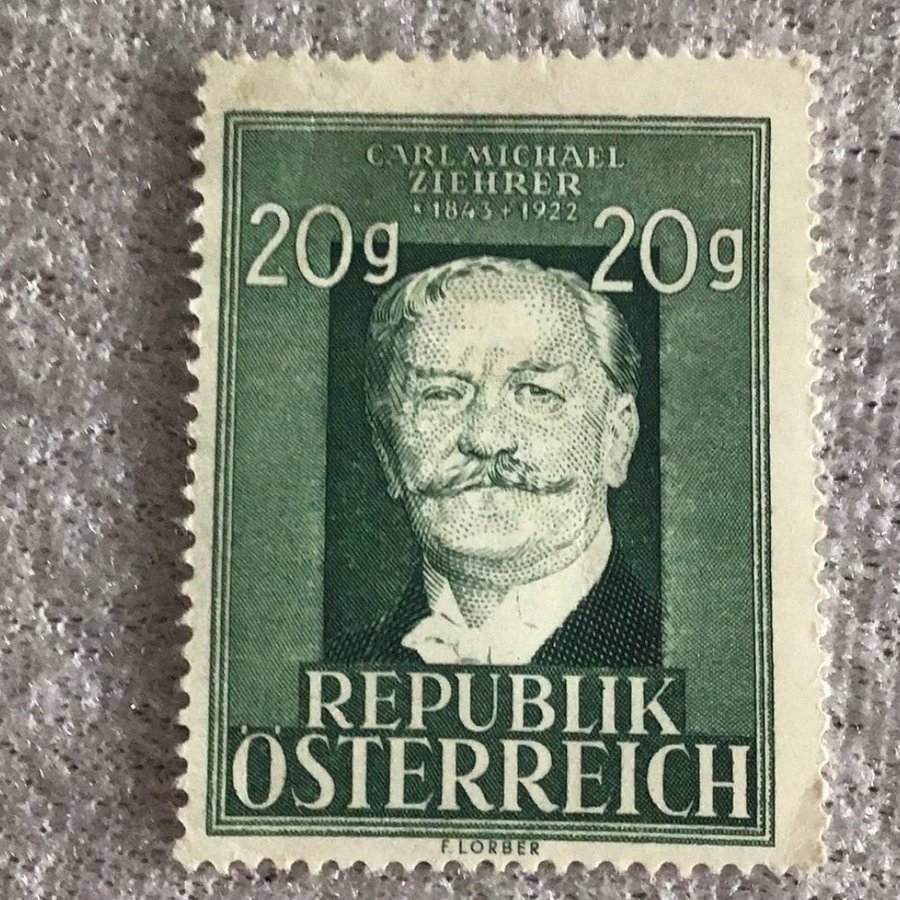 CARL MICHAEL
ZIEHRER
* 1843 + 1922
20g 20g
REPUBLIK
ÖSTERREICH
F. LORBER